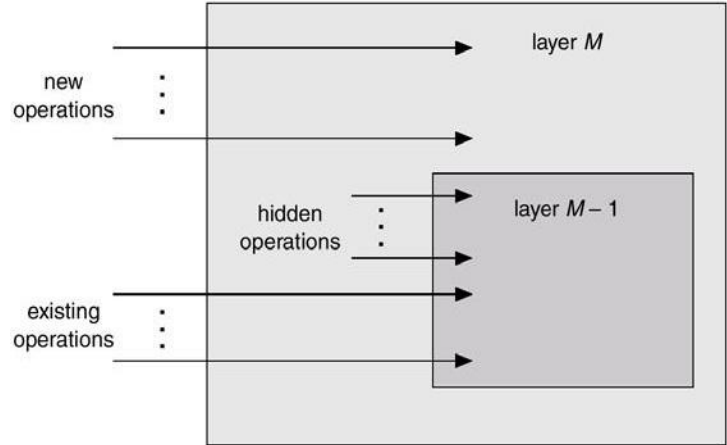 layer M
new
operations
layer M – 1
hidden
operations
existing
operations